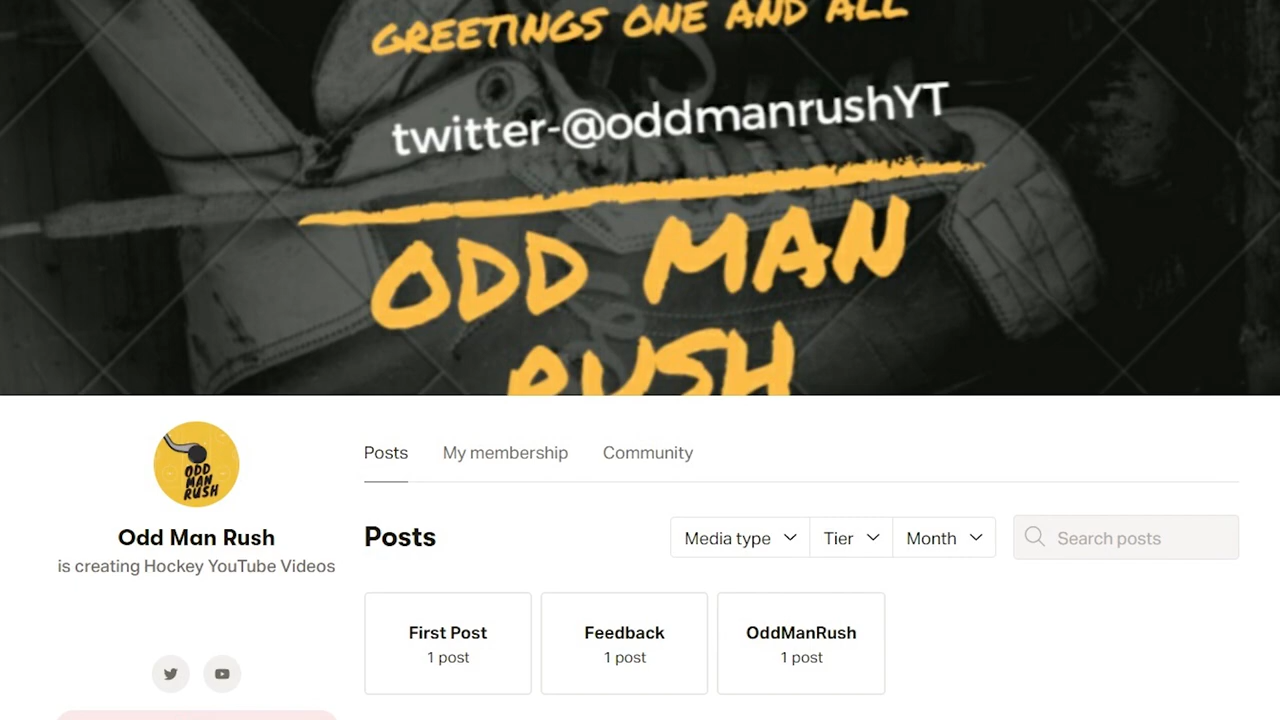 GREETINGS ONE AND ALL
twitter-@oddmanrushYT
ODD MAN
RUSH
Posts My membership Community
ODD
MAN
RUSH
Odd Man Rush
is creating Hockey YouTube Videos
Posts
Media type Tier Month Search posts
First Post Feedback OddManRush
1 post 1 post 1 post